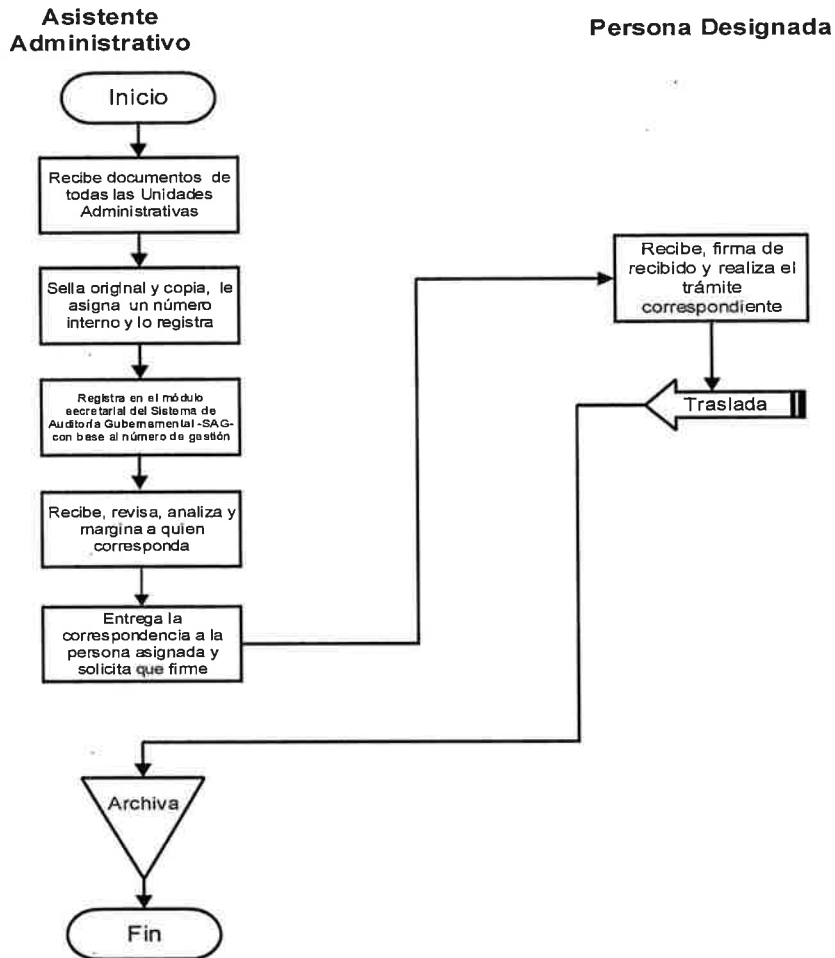 Asistente
Administrativo
Persona Designada
Inicio
Recibe documentos de
todas las Unidades
Administrativas
Sella original y copia, le
asigna un número
interno y lo registra
Registra en el módulo
secretarial del Sistema de
Auditoría Gubernamental -SAG-
con base al número de gestión
Recibe, revisa, analiza y
margina a quien
corresponda
Entrega la
correspondencia a la
persona asignada y
solicita que firme
Recibe, firma de
recibido y realiza el
trámite
correspondiente
Traslada
Archiva
Fin